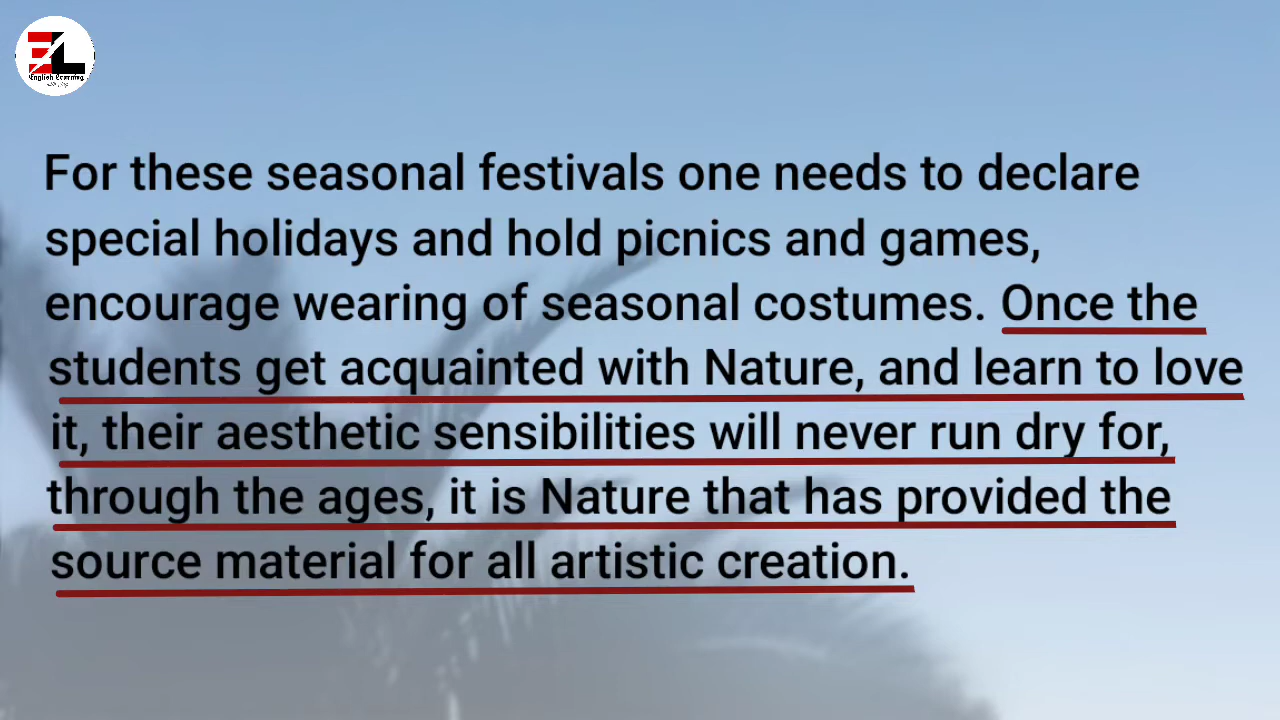 EL
English Learning
For these seasonal festivals one needs to declare
special holidays and hold picnics and games,
encourage wearing of seasonal costumes. Once the
students get acquainted with Nature, and learn to love
it, their aesthetic sensibilities will never run dry for,
through the ages, it is Nature that has provided the
source material for all artistic creation.